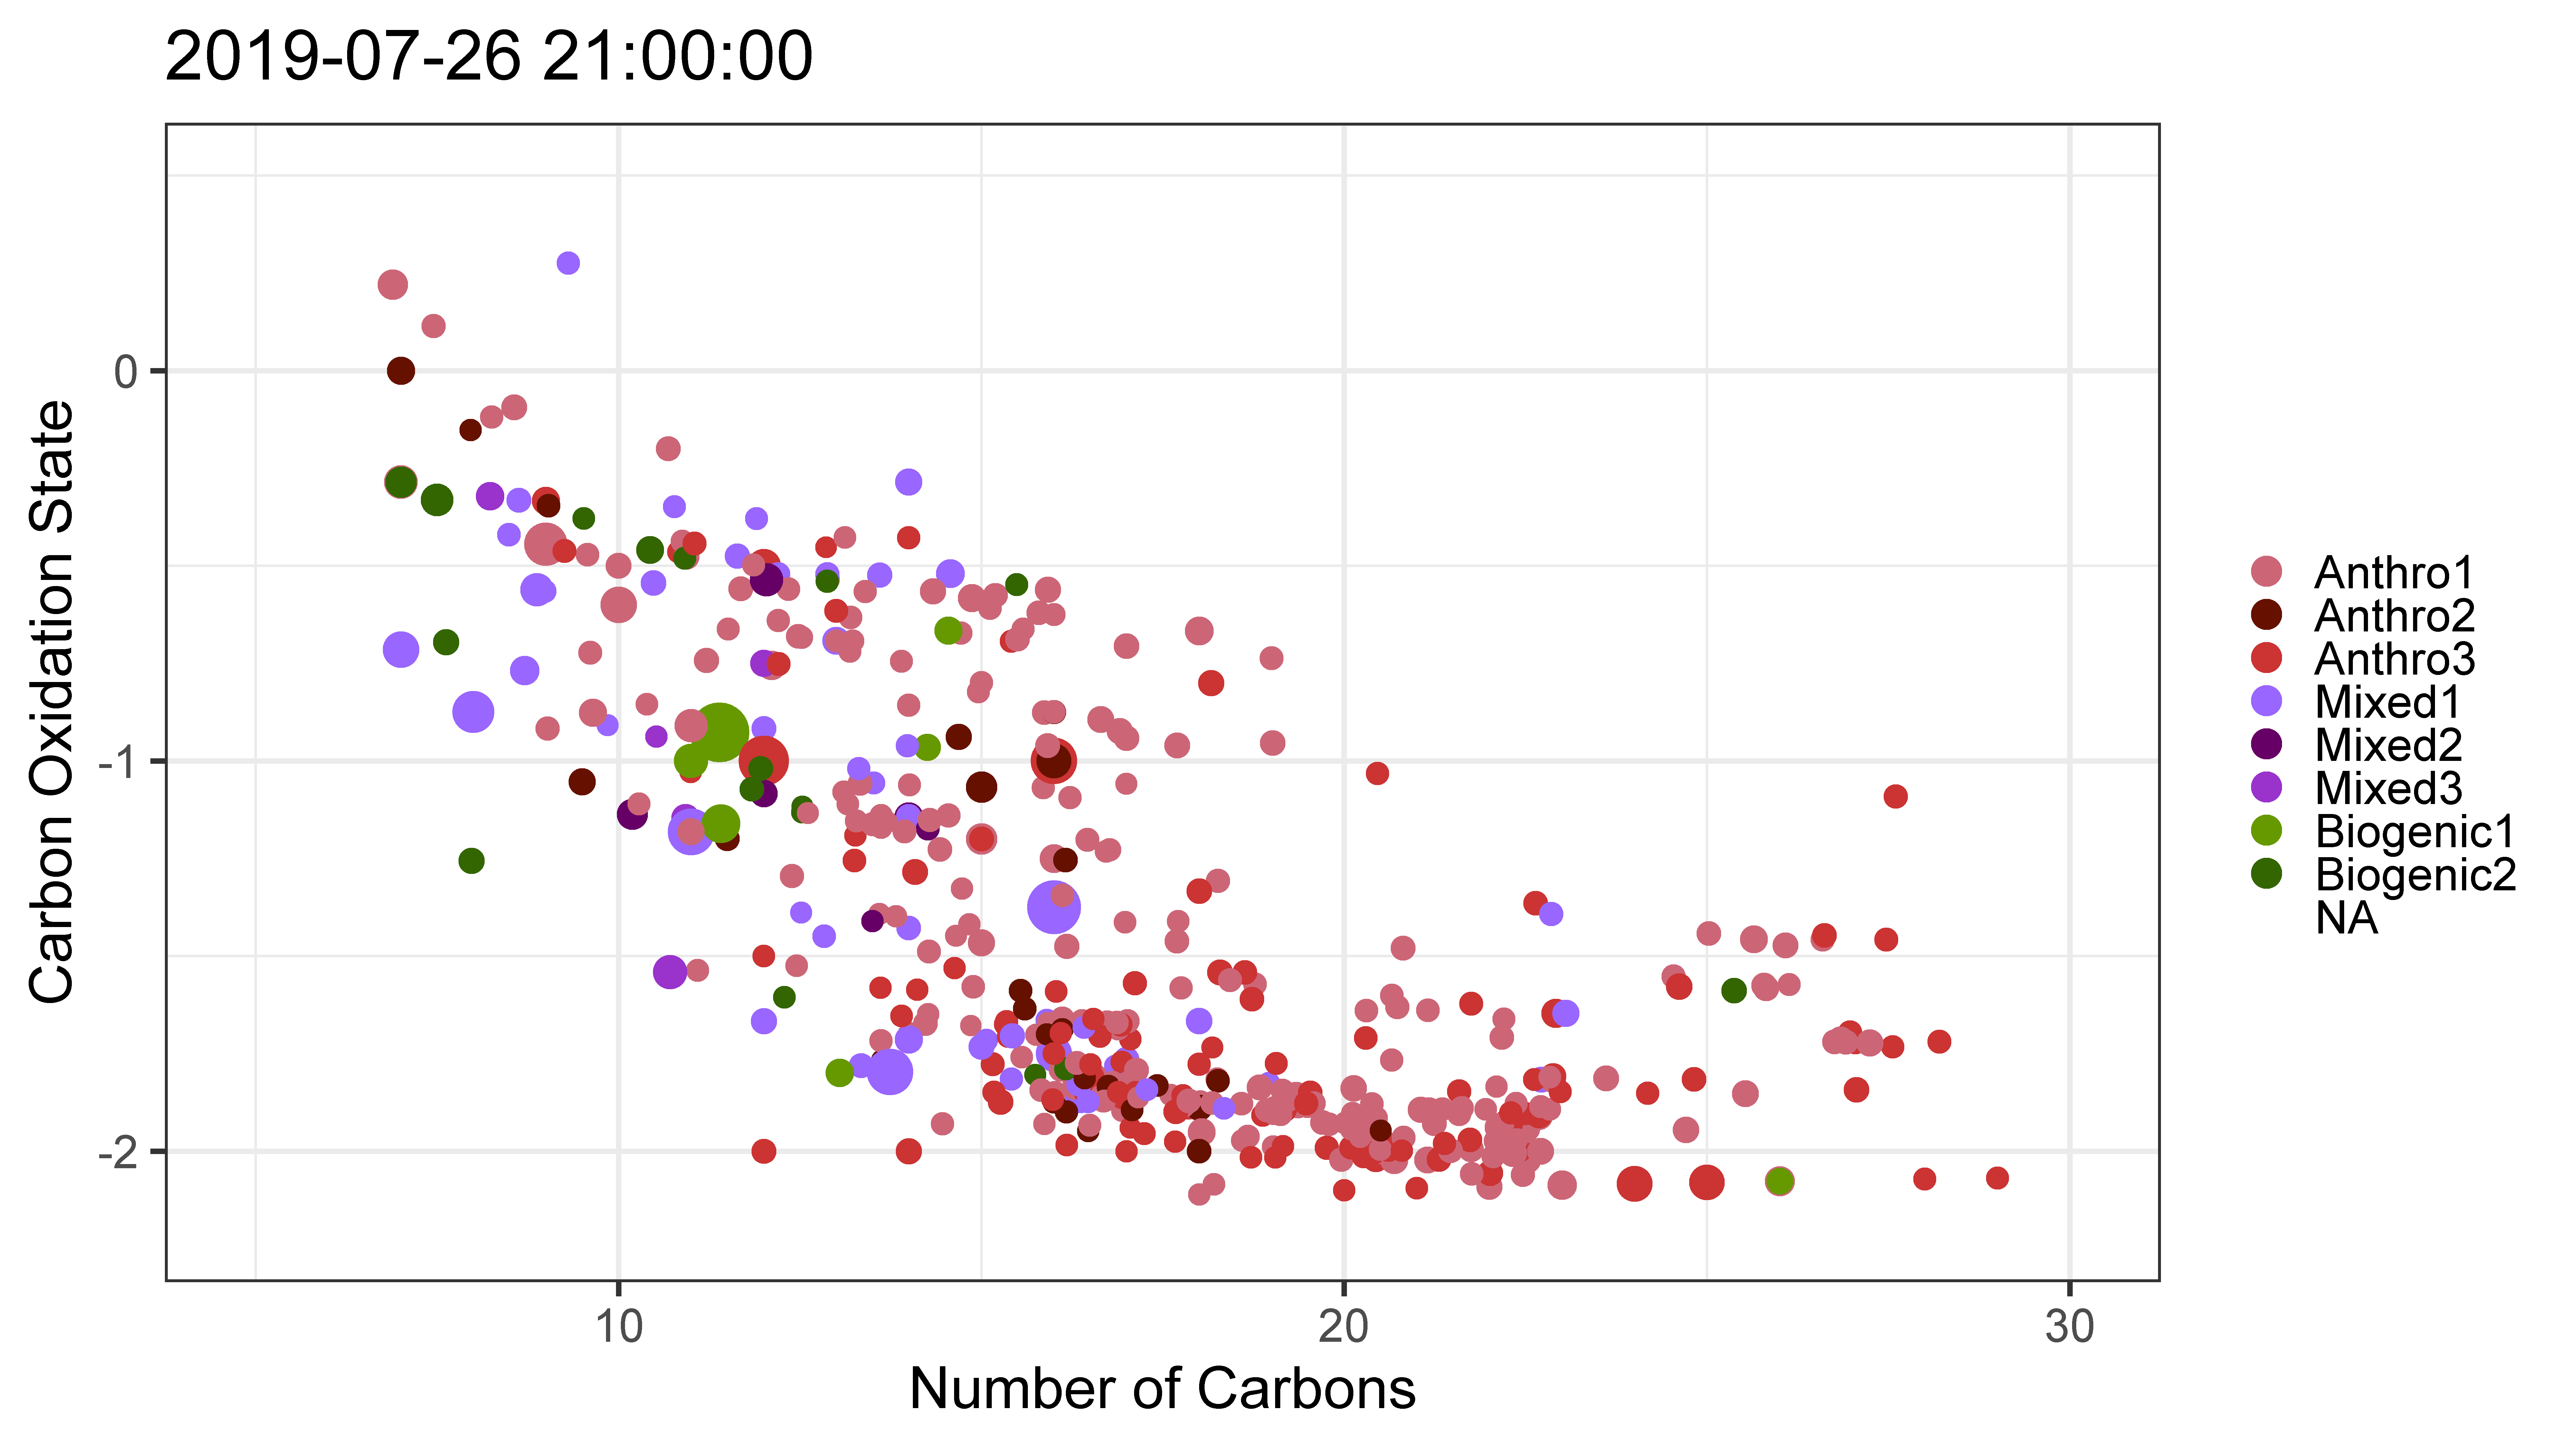 2019-07-26 21:00:00
Carbon Oxidation State
0
-1
-2
10
20
30
Number of Carbons
Anthro1
Anthro2
Anthro3
Mixed1
Mixed2
Mixed3
Biogenic1
Biogenic2
NA